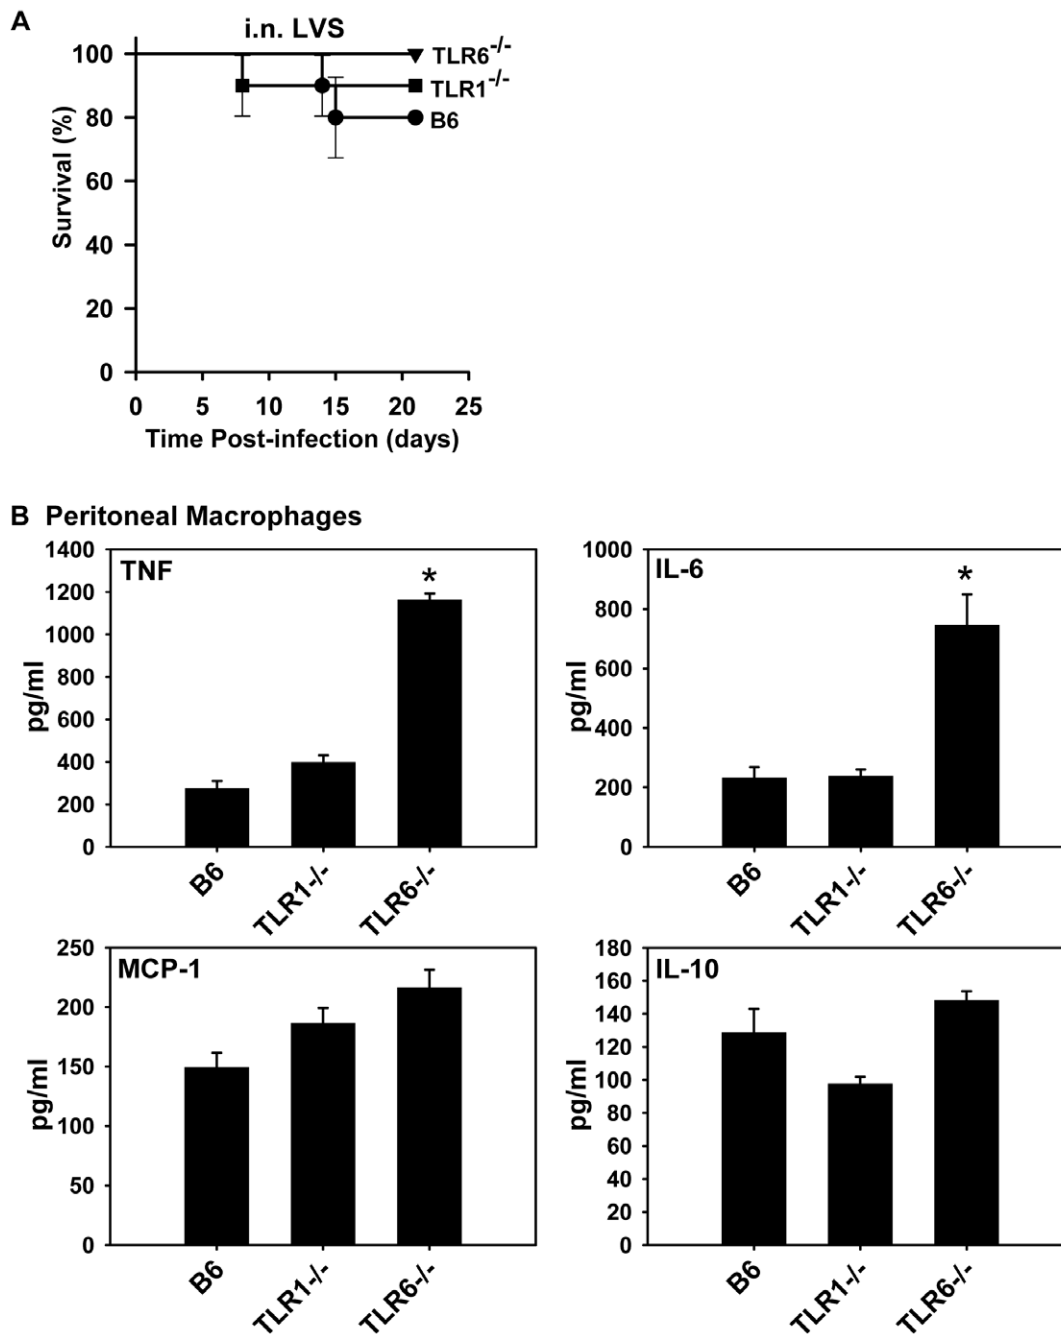 A
i.n. LVS
100
80
60
40
20
0
Survival (%)
TLR6-/-
TLR1-/-
B6
0 5 10 15 20 25
Time Post-infection (days)
B Peritoneal Macrophages
TNF
1400
1200
1000
800
600
400
200
0
pg/ml
*
B6 TLR1-/- TLR6-/-
IL-6
1000
800
600
400
200
0
pg/ml
*
B6 TLR1-/- TLR6-/-
MCP-1
250
200
150
100
50
0
pg/ml
B6 TLR1-/- TLR6-/-
IL-10
180
160
140
120
100
80
60
40
20
0
pg/ml
B6 TLR1-/- TLR6-/-